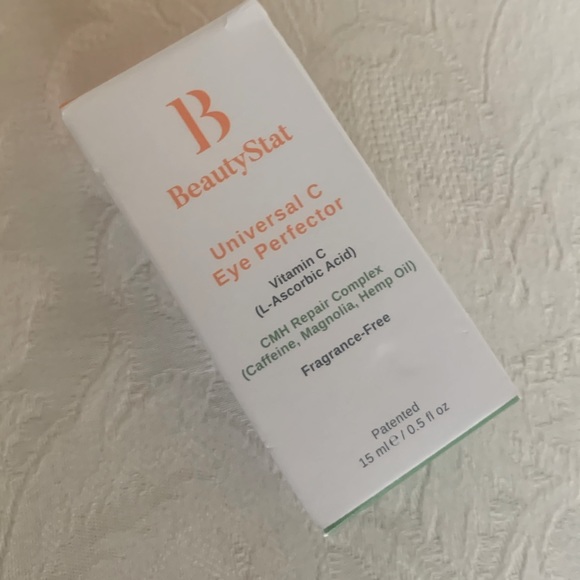 B
BeautyStat
Universal C
Eye Perfector
Vitamin C
(L-Ascorbic Acid)
CMH Repair Complex
(Caffeine, Magnolia, Hemp Oil)
Fragrance-Free
Patented
15 ml ℮ / 0.5 fl oz